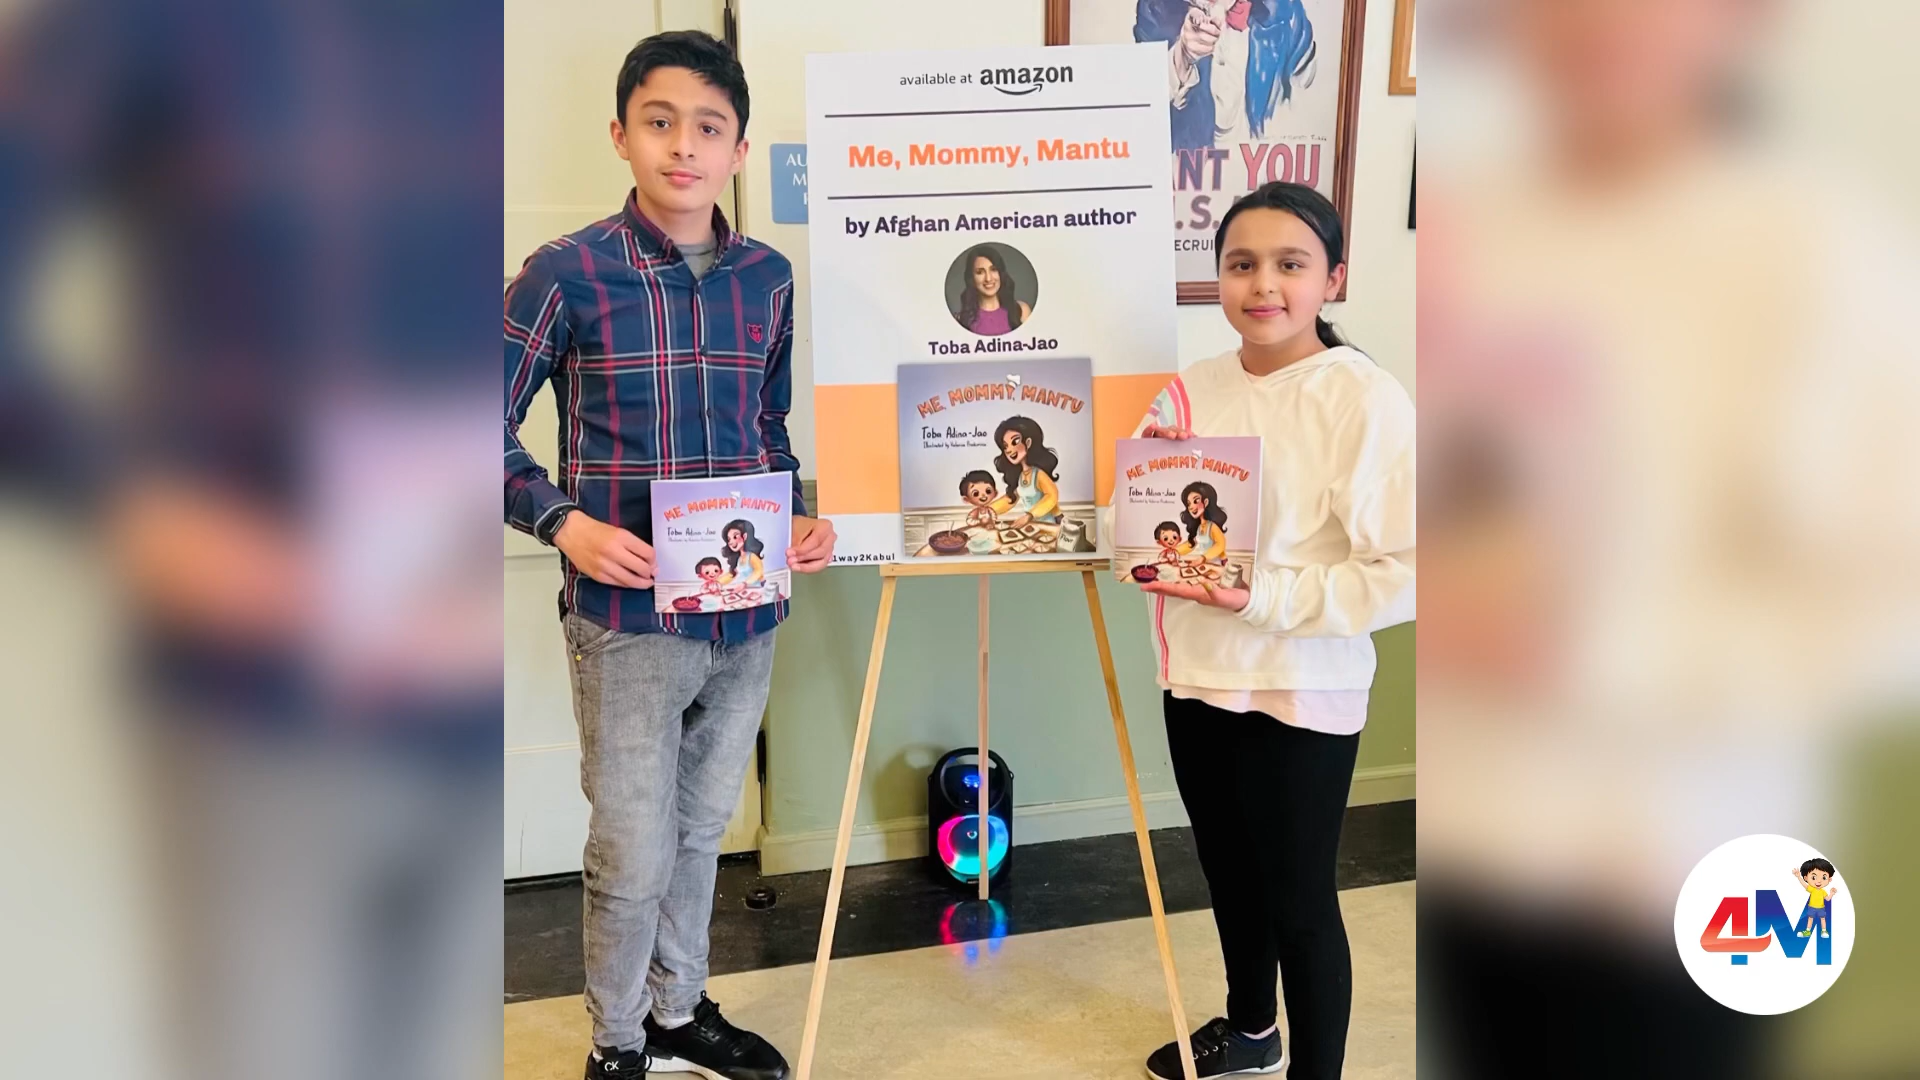 available at amazon
Me, Mommy, Mantu
by Afghan American author
Toba Adina-Jao
ME, MOMMY, MANTU
Toba Adina-Jao
1way2Kabul
ME, MOMMY, MANTU
Toba Adina-Jao
ME, MOMMY, MANTU
Toba Adina-Jao
AU
M
NT YOU
.S.
ECRUI
CK
4M